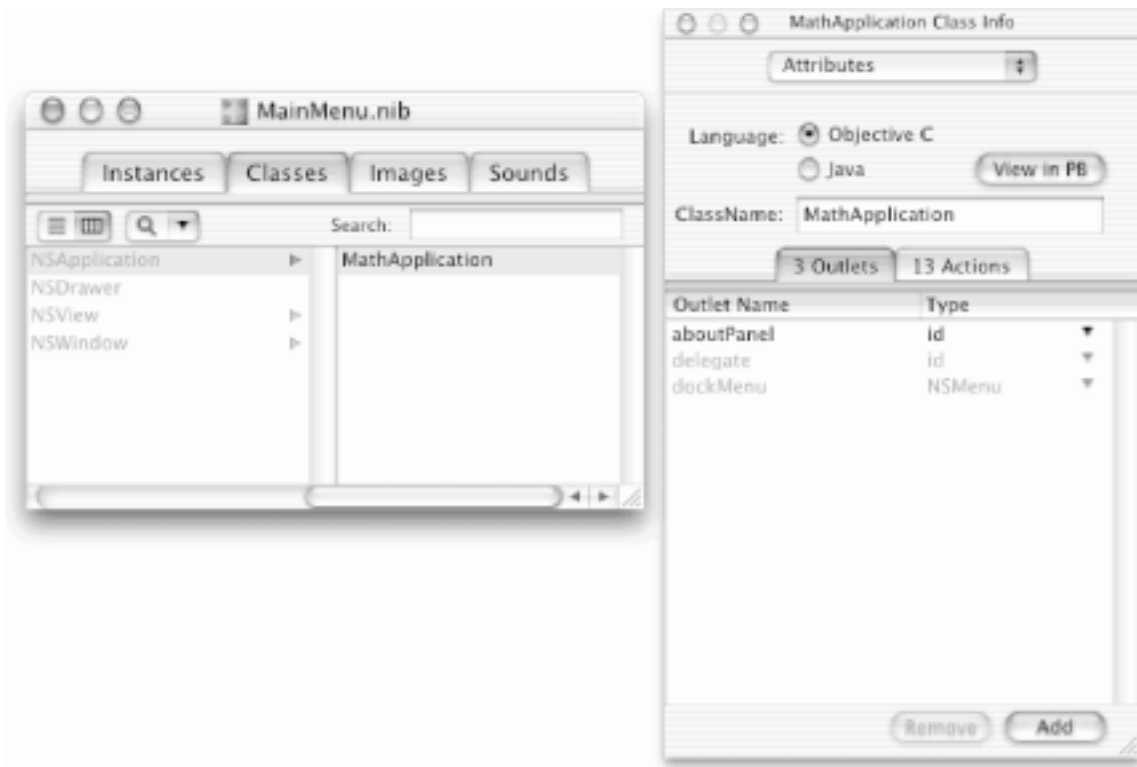 MainMenu.nib
Instances Classes Images Sounds
Search:
NSApplication MathApplication
NSDrawer
NSView
NSWindow
MathApplication Class Info
Attributes
Language: Objective C
Java View in PB
ClassName: MathApplication
3 Outlets 13 Actions
Outlet Name Type
aboutPanel id
delegate id
dockMenu NSMenu
Remove Add